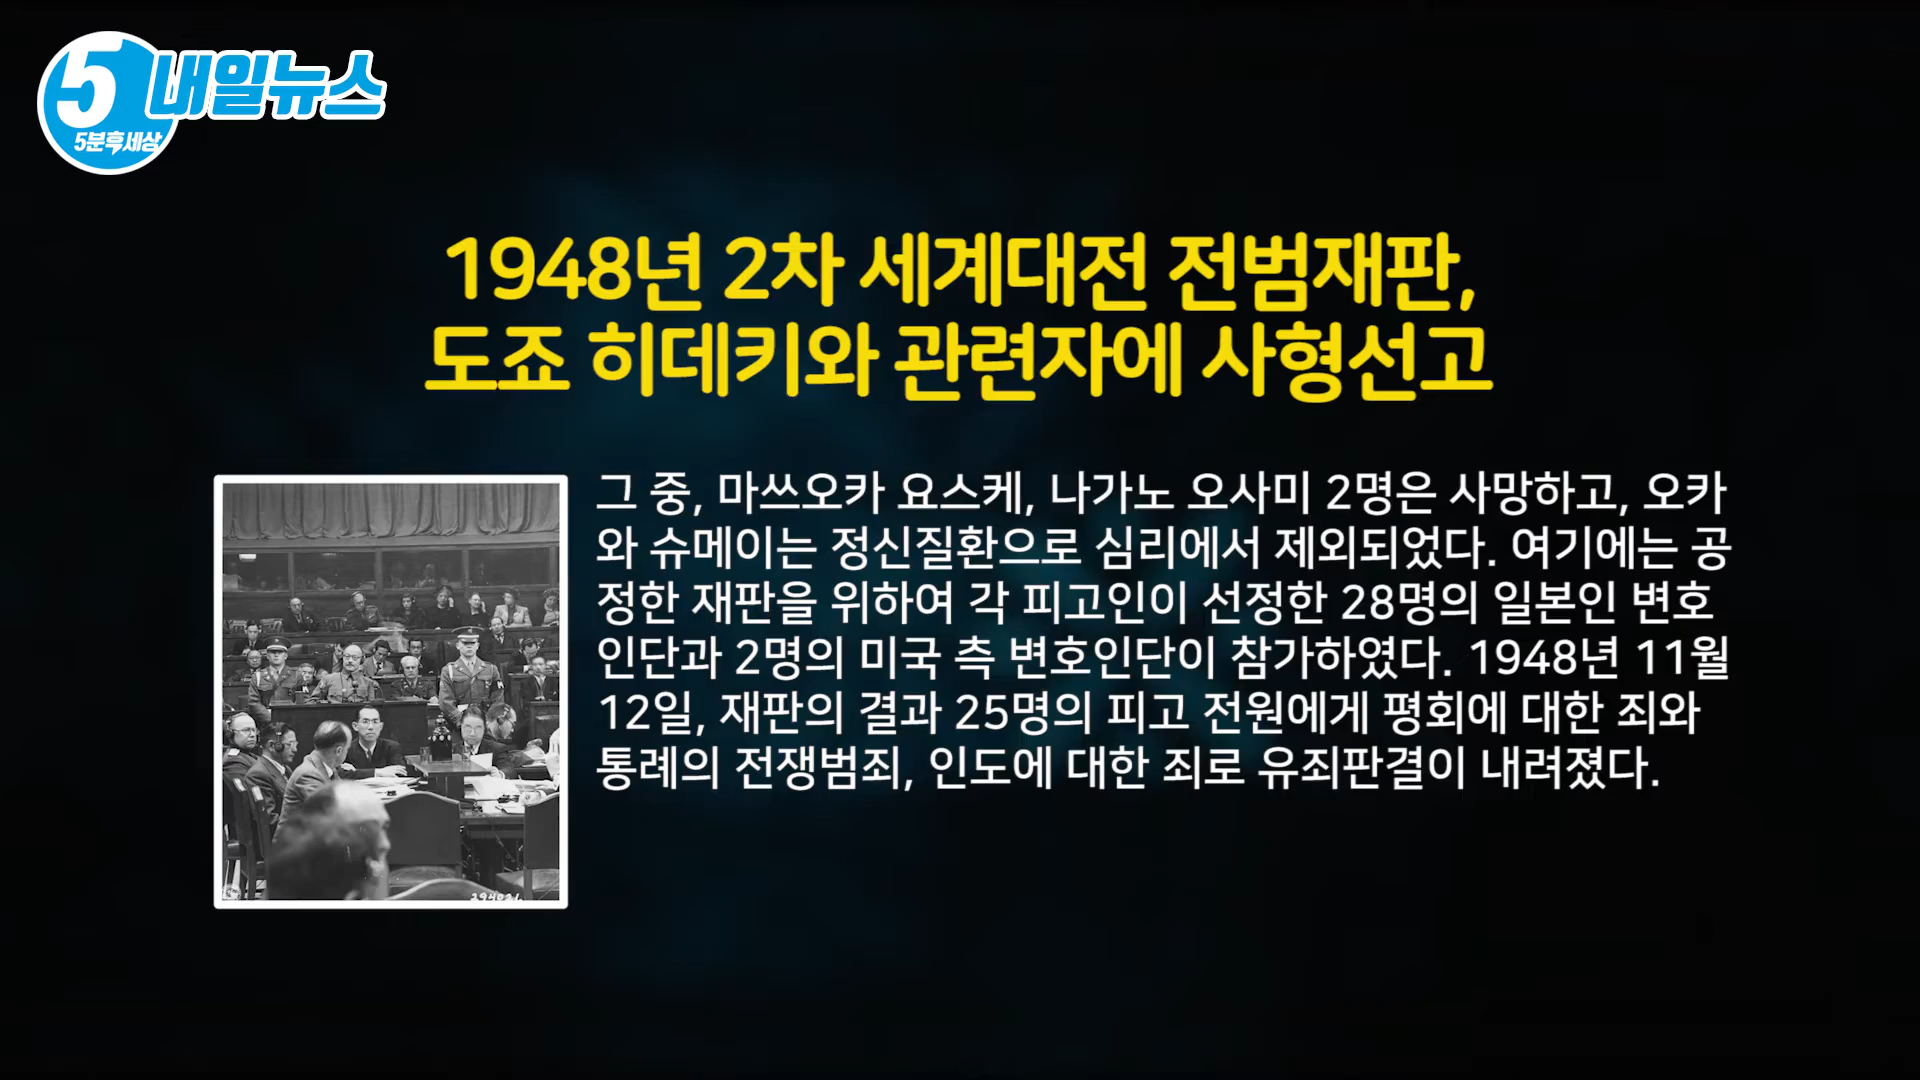 5 내일뉴스
5분후세상
1948년 2차 세계대전 전범재판,
도죠 히데키와 관련자에 사형선고
그 중, 마쓰오카 요스케, 나가노 오사미 2명은 사망하고, 오카
와 슈메이는 정신질환으로 심리에서 제외되었다. 여기에는 공
정한 재판을 위하여 각 피고인이 선정한 28명의 일본인 변호
인단과 2명의 미국 측 변호인단이 참가하였다. 1948년 11월
12일, 재판의 결과 25명의 피고 전원에게 평회에 대한 죄와
통례의 전쟁범죄, 인도에 대한 죄로 유죄판결이 내려졌다.